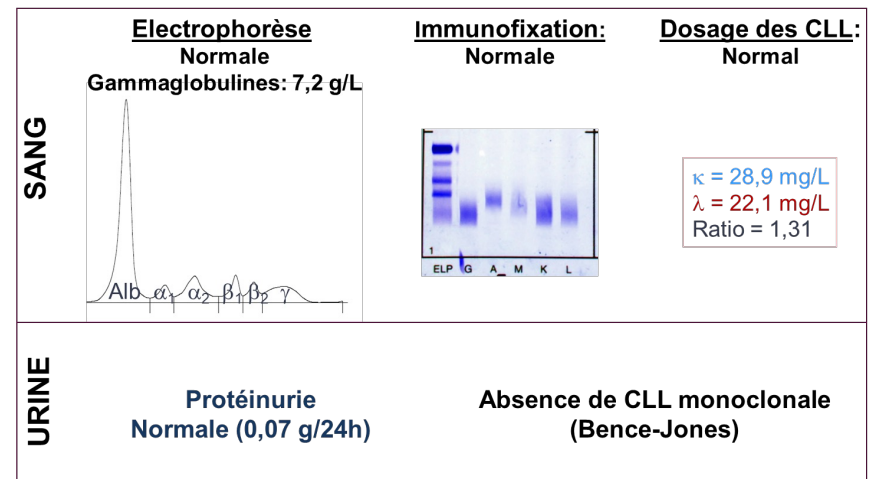 Electrophorèse
Normale
Gammaglobulines: 7,2 g/L
Immunofixation:
Normale
Dosage des CLL:
Normal
SANG
Alb α1 α2 β1 β2 γ
1
ELP G A M K L
κ = 28,9 mg/L
λ = 22,1 mg/L
Ratio = 1,31
URINE
Protéinurie
Normale (0,07 g/24h)
Absence de CLL monoclonale
(Bence-Jones)